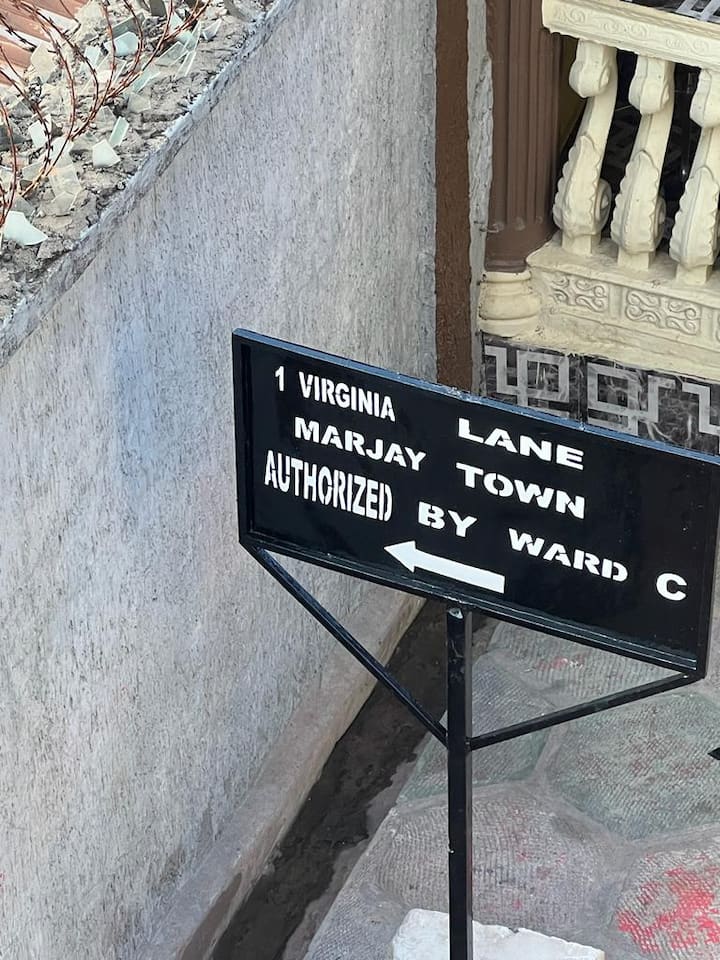 1 VIRGINIA LANE
MARJAY TOWN
AUTHORIZED BY WARD C